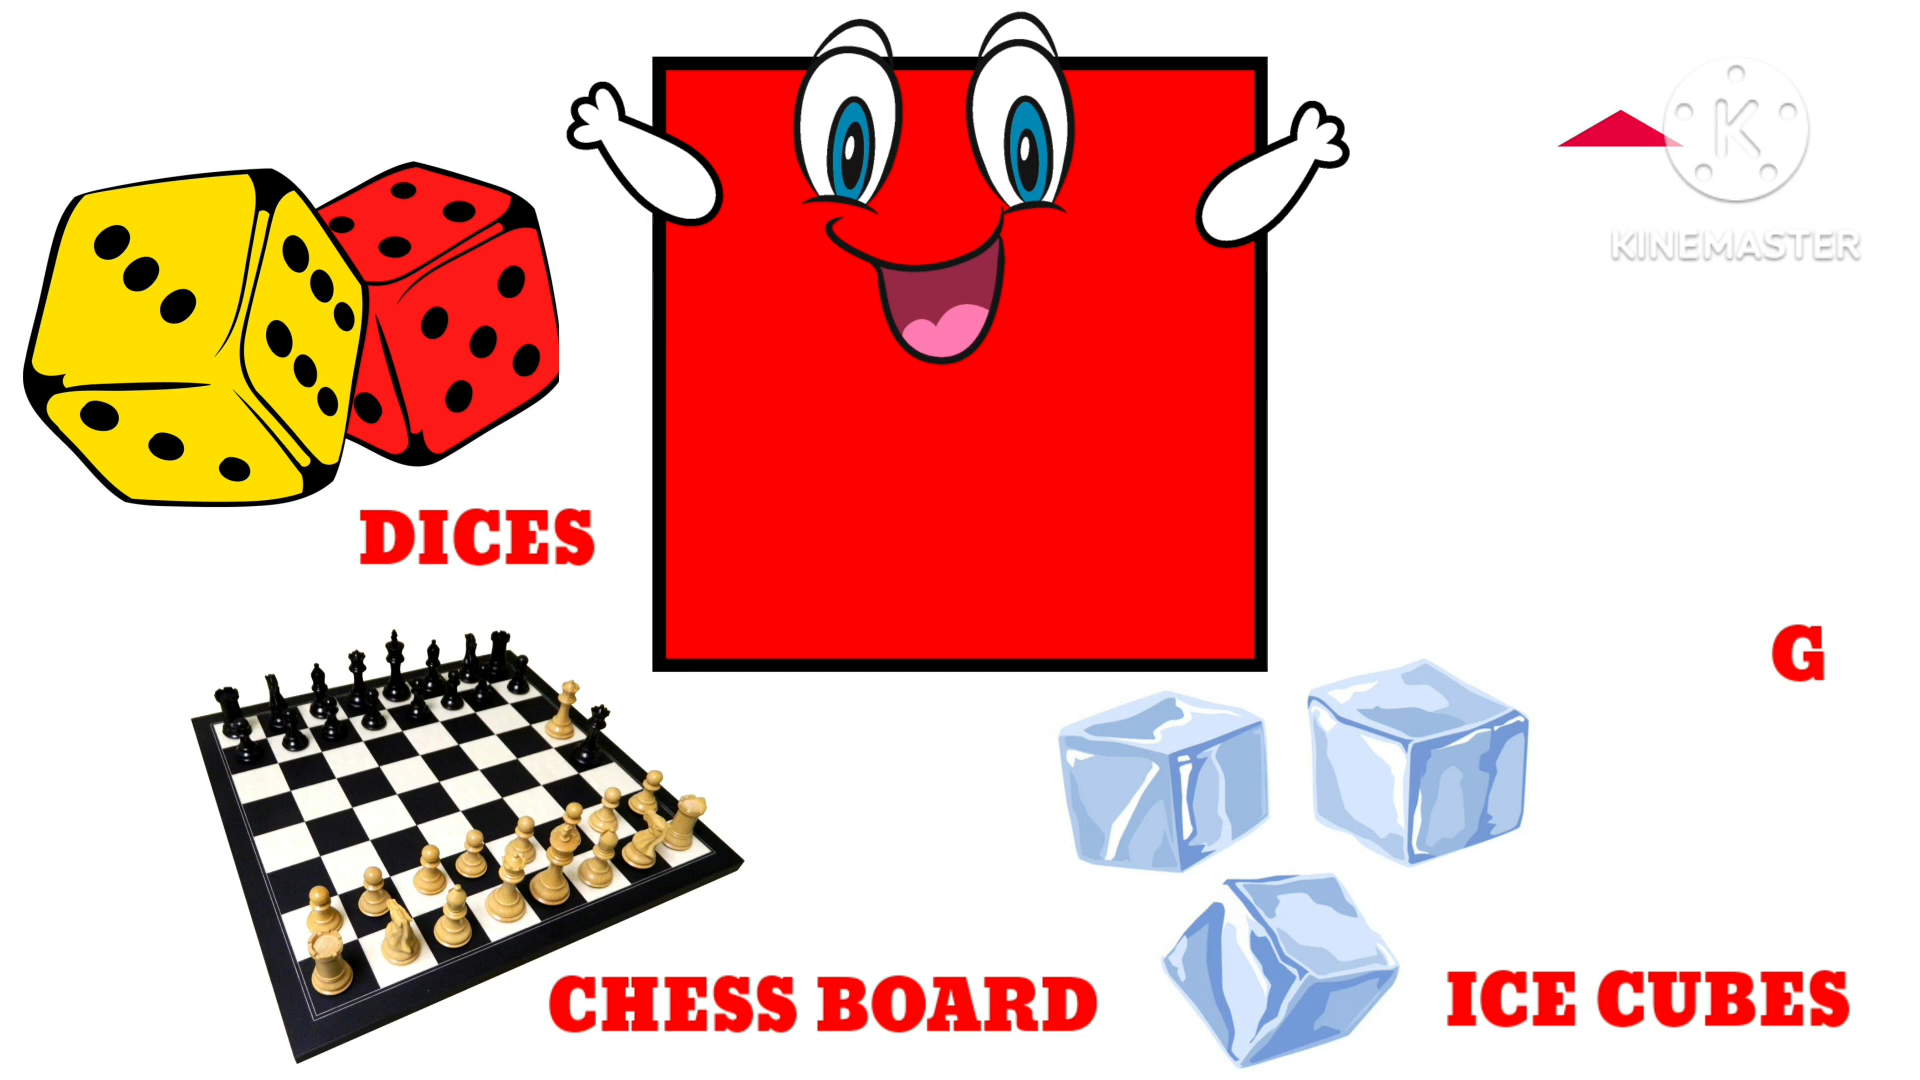 K
KINEMASTER
DICES
G
CHESS BOARD
ICE CUBES